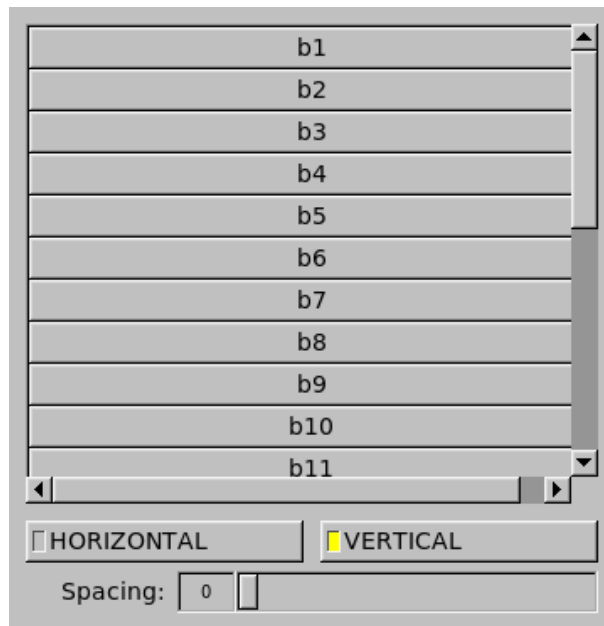 b1
b2
b3
b4
b5
b6
b7
b8
b9
b10
b11
HORIZONTAL VERTICAL
Spacing: 0